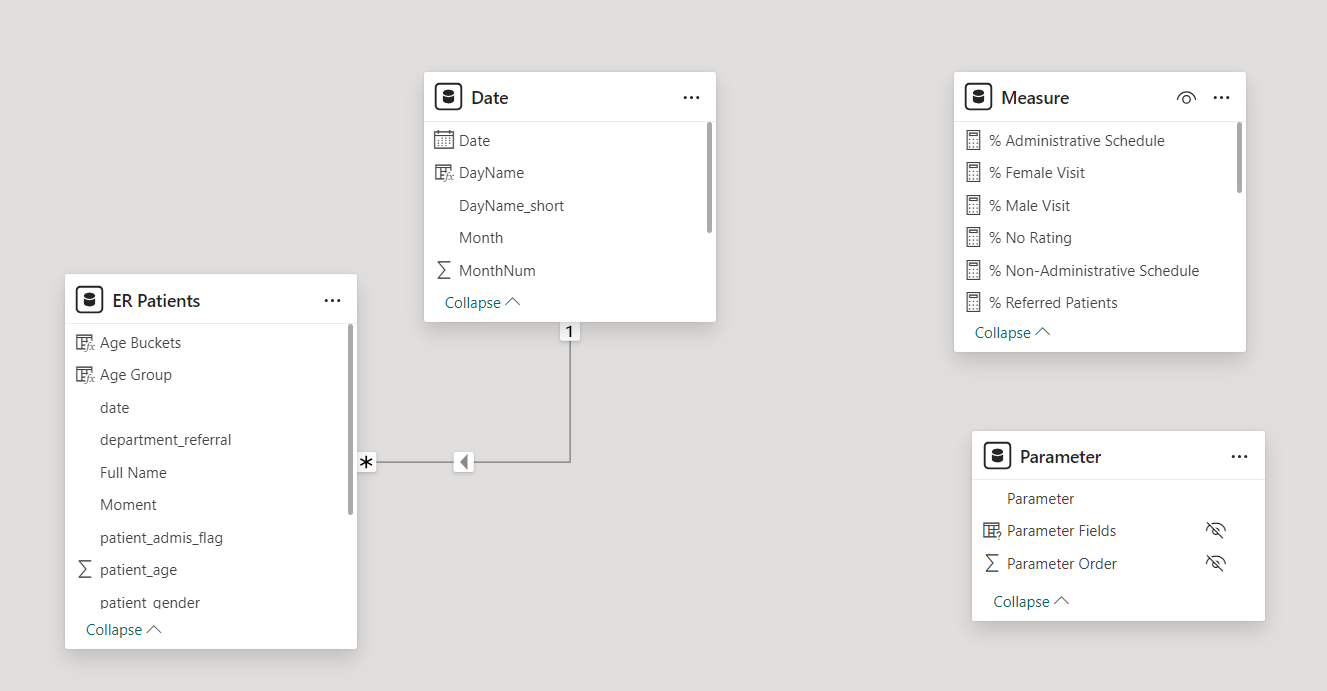 Date
Date
DayName
DayName_short
Month
MonthNum
Collapse
1
Measure
% Administrative Schedule
% Female Visit
% Male Visit
% No Rating
% Non-Administrative Schedule
% Referred Patients
Collapse
ER Patients
Age Buckets
Age Group
date
department_referral
Full Name
Moment
patient_admis_flag
patient_age
patient_gender
Collapse
*
Parameter
Parameter
Parameter Fields
Parameter Order
Collapse